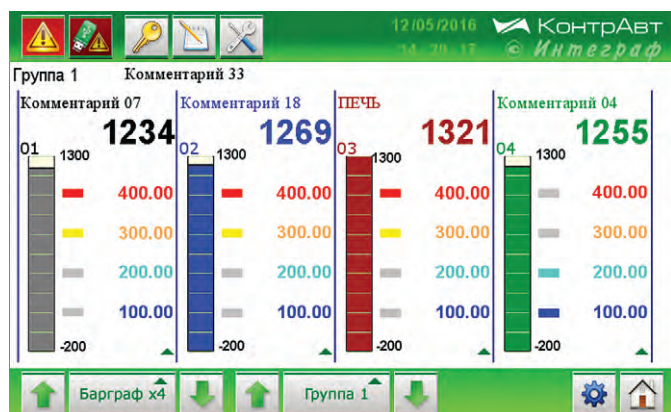 12/05/2016 КонтрАвт
14 20 17 © Интеграф
Группа 1 Комментарий 33
Комментарий 07 Комментарий 18 ПЕЧЬ Комментарий 04
1234 1269 1321 1255
01 1300 02 1300 03 1300 04 1300
400.00 400.00 400.00 400.00
300.00 300.00 300.00 300.00
200.00 200.00 200.00 200.00
100.00 100.00 100.00 100.00
-200 -200 -200 -200
Барграф x4 Группа 1